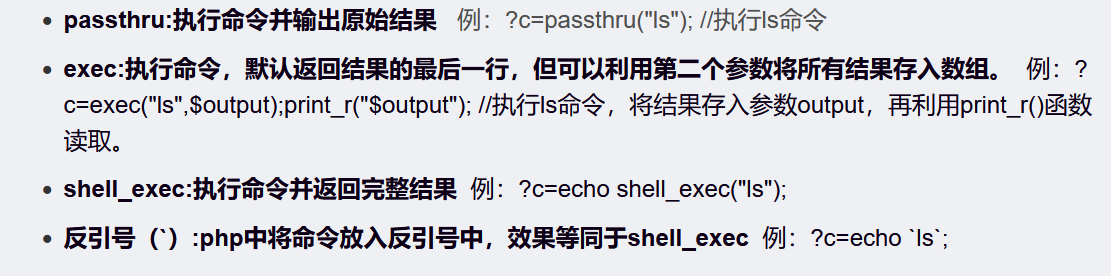 • passthru:执行命令并输出原始结果 例：?c=passthru("ls"); //执行ls命令
• exec:执行命令，默认返回结果的最后一行，但可以利用第二个参数将所有结果存入数组。 例：?
c=exec("ls",$output);print_r("$output"); //执行ls命令，将结果存入参数output，再利用print_r()函数
读取。
• shell_exec:执行命令并返回完整结果 例：?c=echo shell_exec("ls");
• 反引号（`）:php中将命令放入反引号中，效果等同于shell_exec 例：?c=echo `ls`;